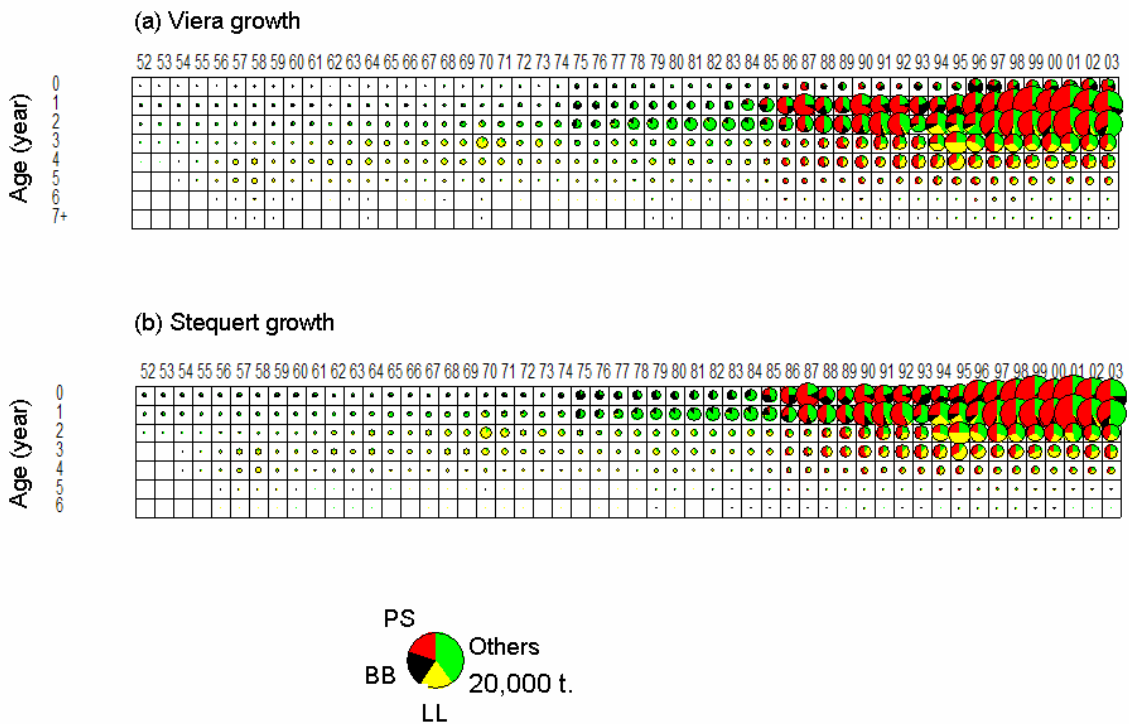 (a) Viera growth
52 53 54 55 56 57 58 59 60 61 62 63 64 65 66 67 68 69 70 71 72 73 74 75 76 77 78 79 80 81 82 83 84 85 86 87 88 89 90 91 92 93 94 95 96 97 98 99 00 01 02 03
Age (year)
0
1
2
3
4
5
6
7+
(b) Stequert growth
52 53 54 55 56 57 58 59 60 61 62 63 64 65 66 67 68 69 70 71 72 73 74 75 76 77 78 79 80 81 82 83 84 85 86 87 88 89 90 91 92 93 94 95 96 97 98 99 00 01 02 03
Age (year)
0
1
2
3
4
5
6
PS
Others
BB
20,000 t.
LL